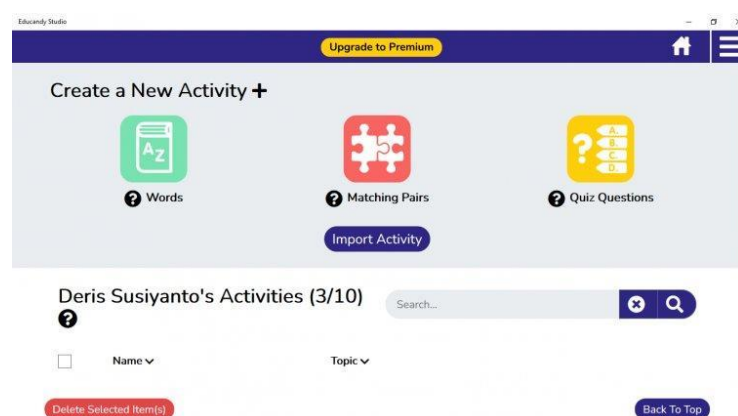 Educandy Studio
Upgrade to Premium
Create a New Activity
A Z
? A. B. C. D.
? Words
? Matching Pairs
? Quiz Questions
Import Activity
Deris Susiyanto's Activities (3/10)
?
Search...
Name
Topic
Delete Selected Item(s)
Back To Top